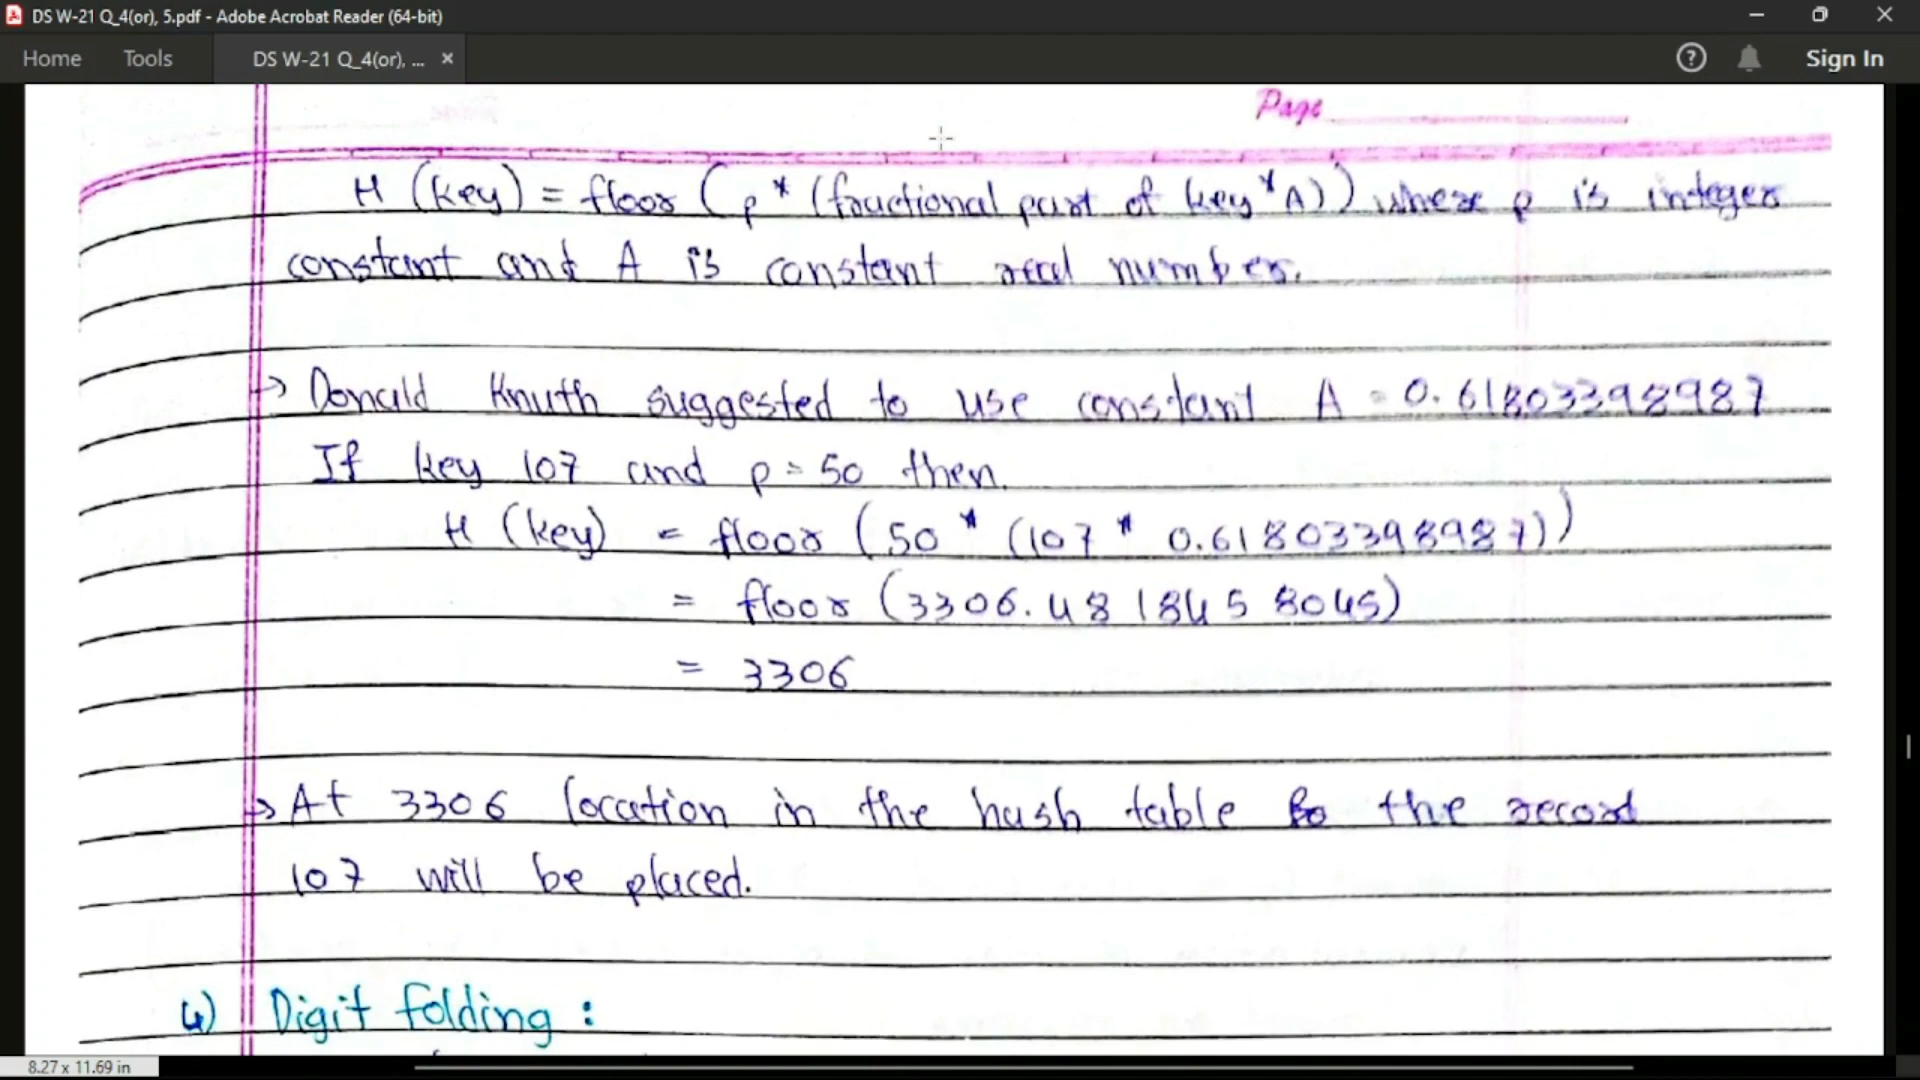 DS W-21 Q_4(or), 5.pdf - Adobe Acrobat Reader (64-bit)
Home Tools DS W-21 Q_4(or), ... × Sign In
Page
H (key) = floor (p * (fractional part of key * A)) where p is integer
constant and A is constant real number.
→ Donald Knuth suggested to use constant A = 0.61803398987
If key 107 and p = 50 then.
H (key) = floor (50 * (107 * 0.61803398987))
= floor (3306.4818458045)
= 3306
→ At 3306 location in the hash table the record
107 will be placed.
4) Digit folding :
8.27 x 11.69 in